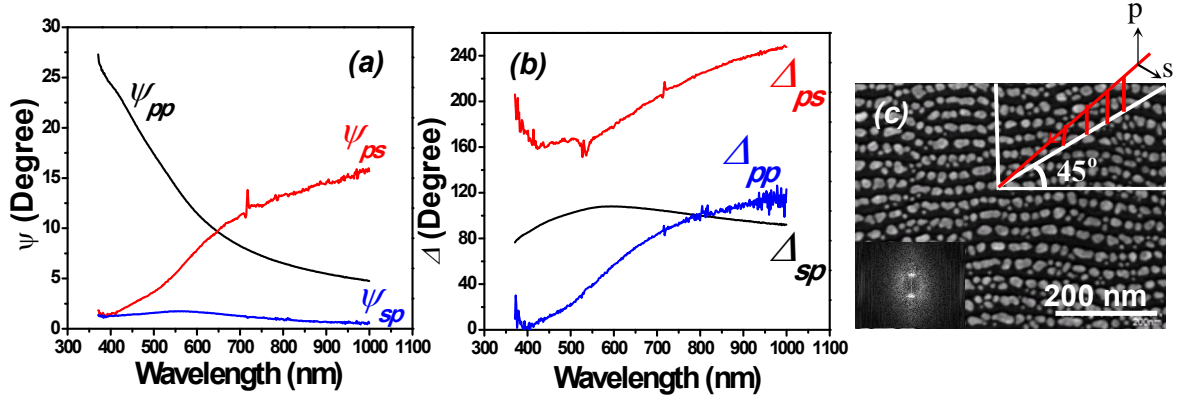 (a)
ψpp
ψps
ψsp
ψ (Degree)
30
25
20
15
10
5
0
300 400 500 600 700 800 900 1000 1100
Wavelength (nm)
(b)
Δps
Δpp
Δsp
Δ (Degree)
240
200
160
120
80
40
0
300 400 500 600 700 800 900 1000 1100
Wavelength (nm)
p
s
(c)
45°
200 nm